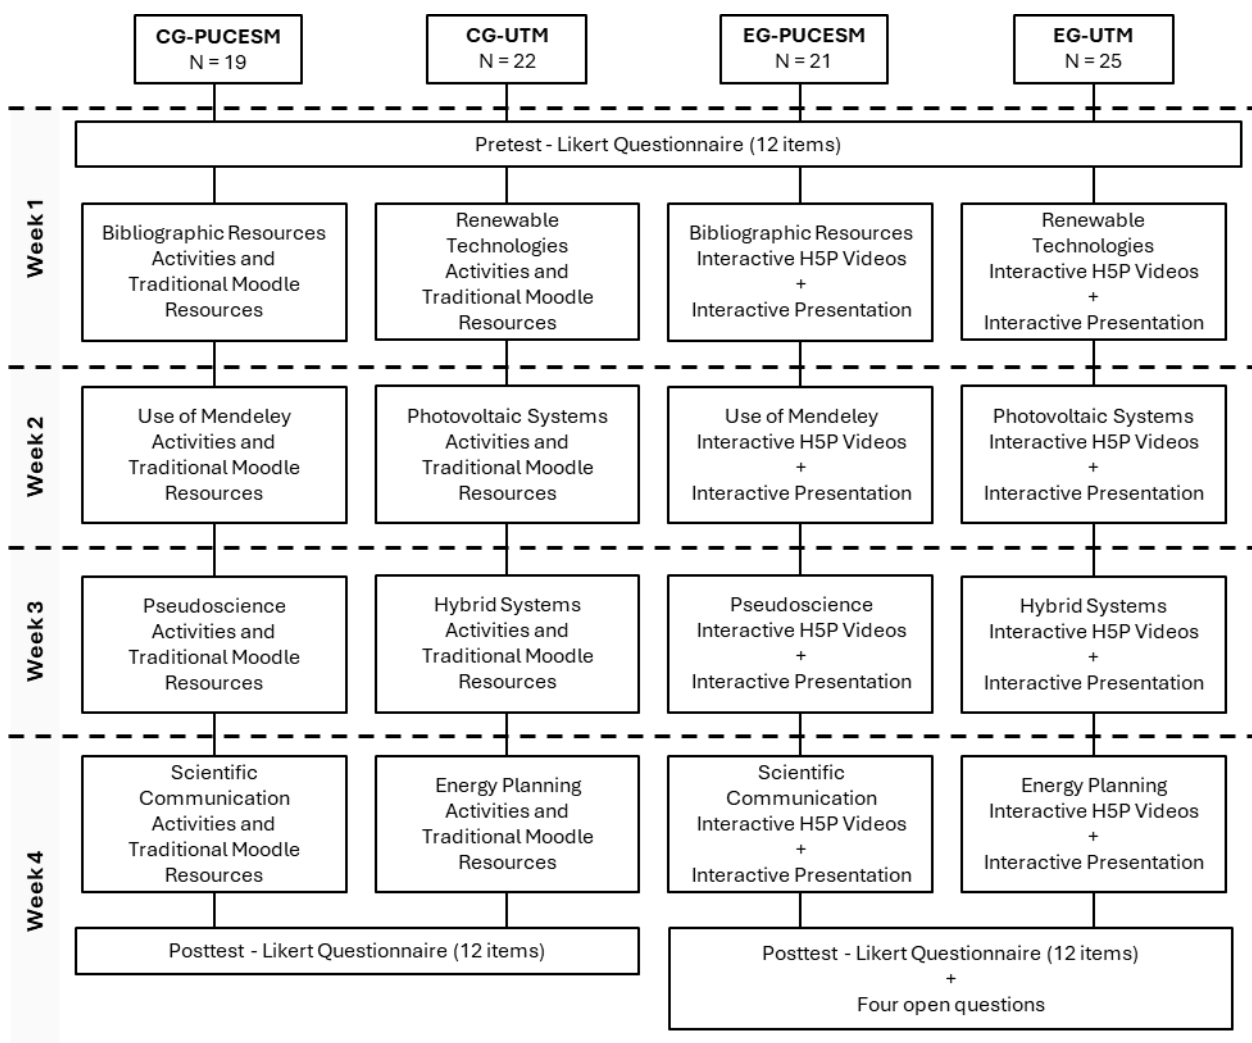 CG-PUCESM
N = 19
CG-UTM
N = 22
EG-PUCESM
N = 21
EG-UTM
N = 25
Week 1
Pretest - Likert Questionnaire (12 items)
Bibliographic Resources
Activities and
Traditional Moodle
Resources
Renewable
Technologies
Activities and
Traditional Moodle
Resources
Bibliographic Resources
Interactive H5P Videos
+
Interactive Presentation
Renewable
Technologies
Interactive H5P Videos
+
Interactive Presentation
Week 2
Use of Mendeley
Activities and
Traditional Moodle
Resources
Photovoltaic Systems
Activities and
Traditional Moodle
Resources
Use of Mendeley
Interactive H5P Videos
+
Interactive Presentation
Photovoltaic Systems
Interactive H5P Videos
+
Interactive Presentation
Week 3
Pseudoscience
Activities and
Traditional Moodle
Resources
Hybrid Systems
Activities and
Traditional Moodle
Resources
Pseudoscience
Interactive H5P Videos
+
Interactive Presentation
Hybrid Systems
Interactive H5P Videos
+
Interactive Presentation
Week 4
Scientific
Communication
Activities and
Traditional Moodle
Resources
Energy Planning
Activities and
Traditional Moodle
Resources
Scientific
Communication
Interactive H5P Videos
+
Interactive Presentation
Energy Planning
Interactive H5P Videos
+
Interactive Presentation
Posttest - Likert Questionnaire (12 items)
Posttest - Likert Questionnaire (12 items)
+
Four open questions